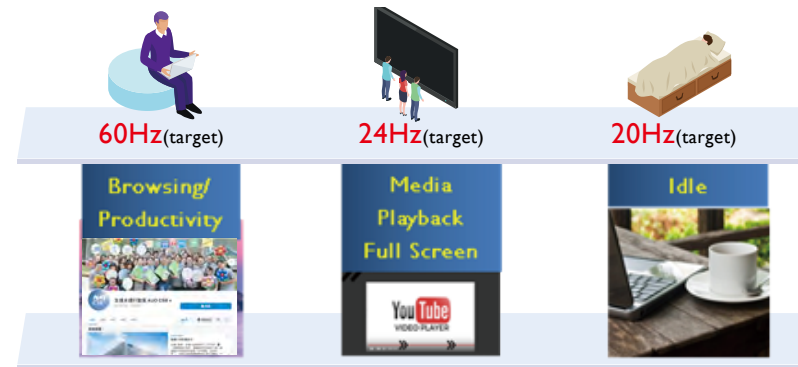 60Hz(target)
24Hz(target)
20Hz(target)
Browsing/
Productivity
Media
Playback
Full Screen
Idle
YouTube
VIDEO PLAYER